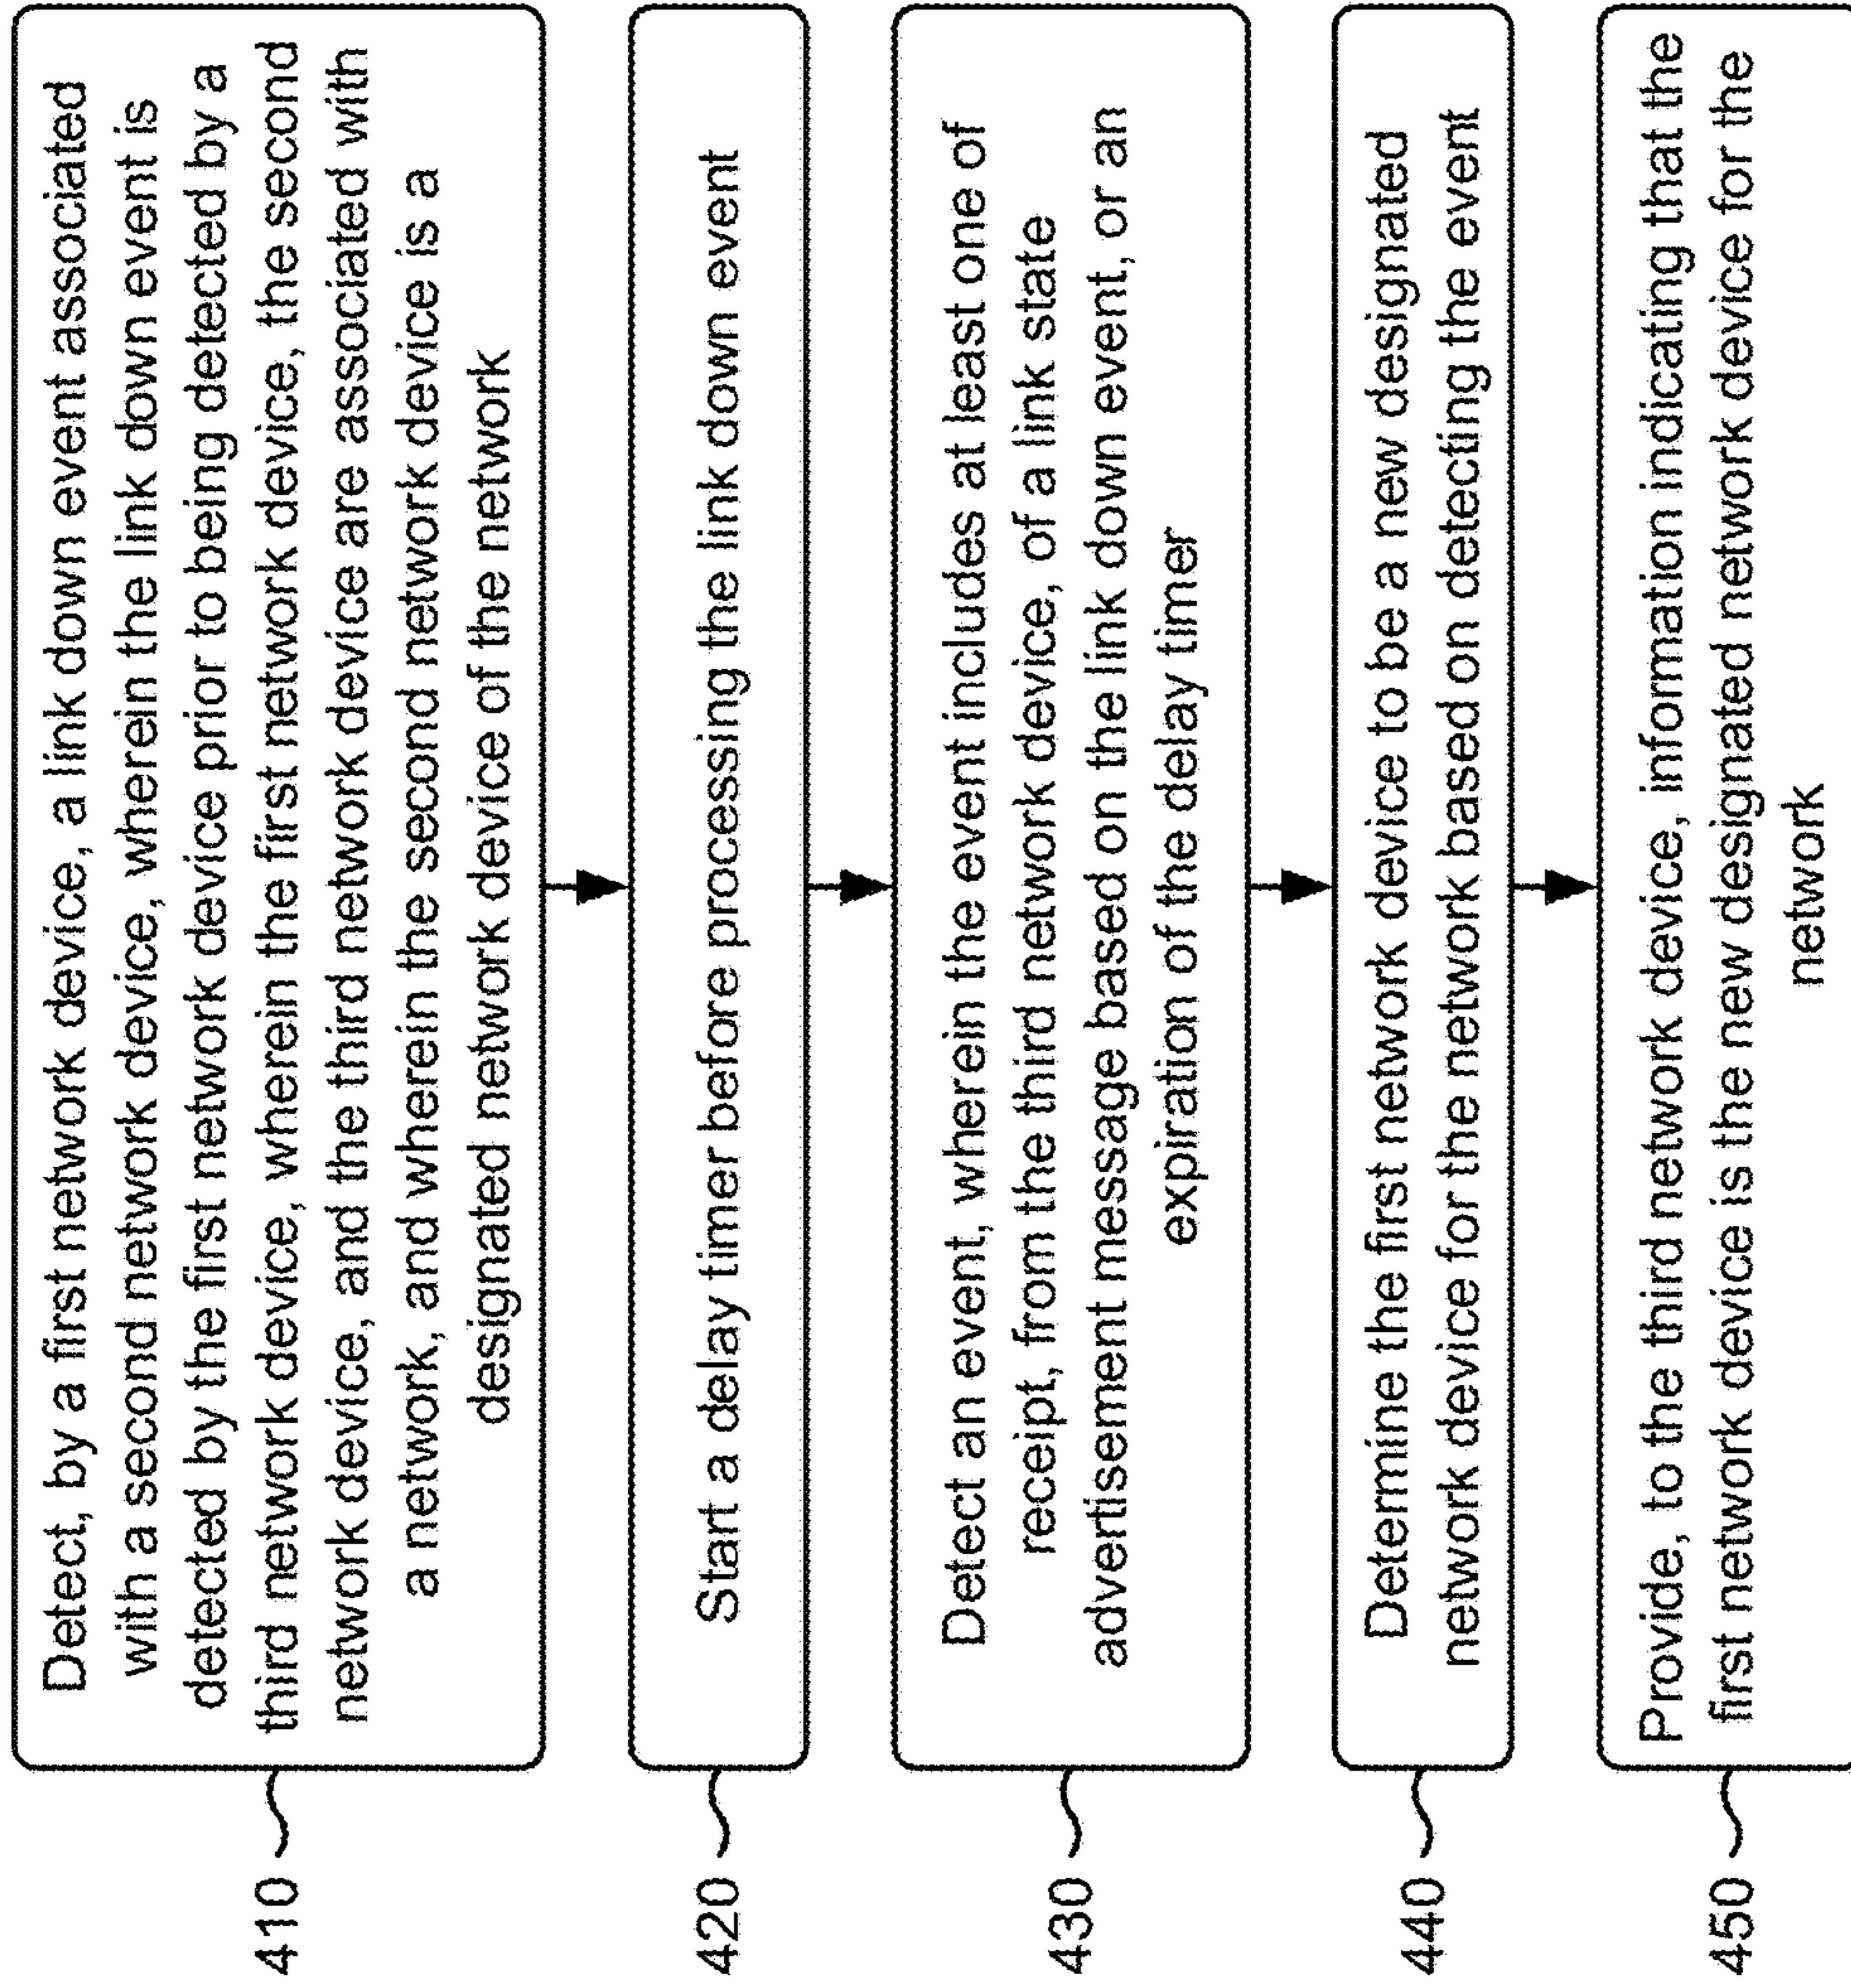 410
Detect, by a first network device, a link down event associated
with a second network device, wherein the link down event is
detected by the first network device prior to being detected by a
third network device, wherein the first network device, the second
network device, and the third network device are associated with
a network, and wherein the second network device is a
designated network device of the network
420
Start a delay timer before processing the link down event
430
Detect an event, wherein the event includes at least one of
receipt, from the third network device, of a link state
advertisement message based on the link down event, or an
expiration of the delay timer
440
Determine the first network device to be a new designated
network device for the network based on detecting the event
450
Provide, to the third network device, information indicating that the
first network device is the new designated network device for the
network